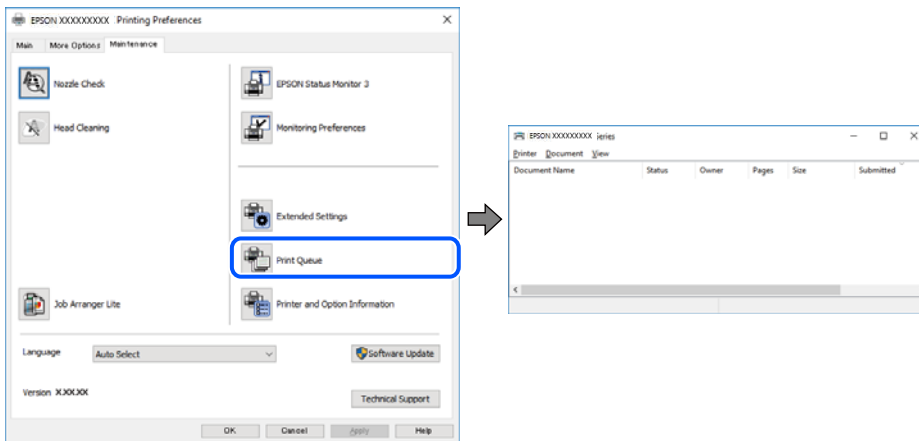 EPSON XXXXXXXXX Printing Preferences
Main More Options Maintenance
Nozzle Check
Head Cleaning
Job Arranger Lite
EPSON Status Monitor 3
Monitoring Preferences
Extended Settings
Print Queue
Printer and Option Information
Language Auto Select
Software Update
Version X.XX.XX
Technical Support
OK Cancel Apply Help
EPSON XXXXXXXXX Series
Printer Document View
Document Name Status Owner Pages Size Submitted